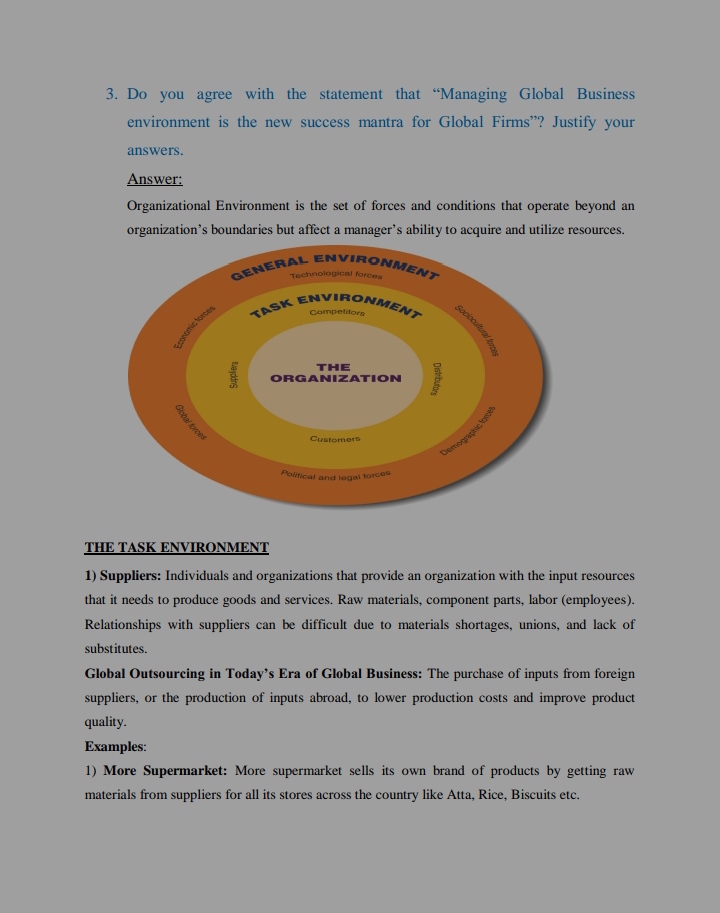 3. Do you agree with the statement that “Managing Global Business
environment is the new success mantra for Global Firms”? Justify your
answers.
Answer:
Organizational Environment is the set of forces and conditions that operate beyond an
organization’s boundaries but affect a manager’s ability to acquire and utilize resources.
GENERAL ENVIRONMENT
Technological forces
TASK ENVIRONMENT
Competitors
Economic forces
Sociocultural forces
Suppliers
THE
ORGANIZATION
Distributors
Global forces
Customers
Demographic forces
Political and legal forces
THE TASK ENVIRONMENT
1) Suppliers: Individuals and organizations that provide an organization with the input resources
that it needs to produce goods and services. Raw materials, component parts, labor (employees).
Relationships with suppliers can be difficult due to materials shortages, unions, and lack of
substitutes.
Global Outsourcing in Today’s Era of Global Business: The purchase of inputs from foreign
suppliers, or the production of inputs abroad, to lower production costs and improve product
quality.
Examples:
1) More Supermarket: More supermarket sells its own brand of products by getting raw
materials from suppliers for all its stores across the country like Atta, Rice, Biscuits etc.